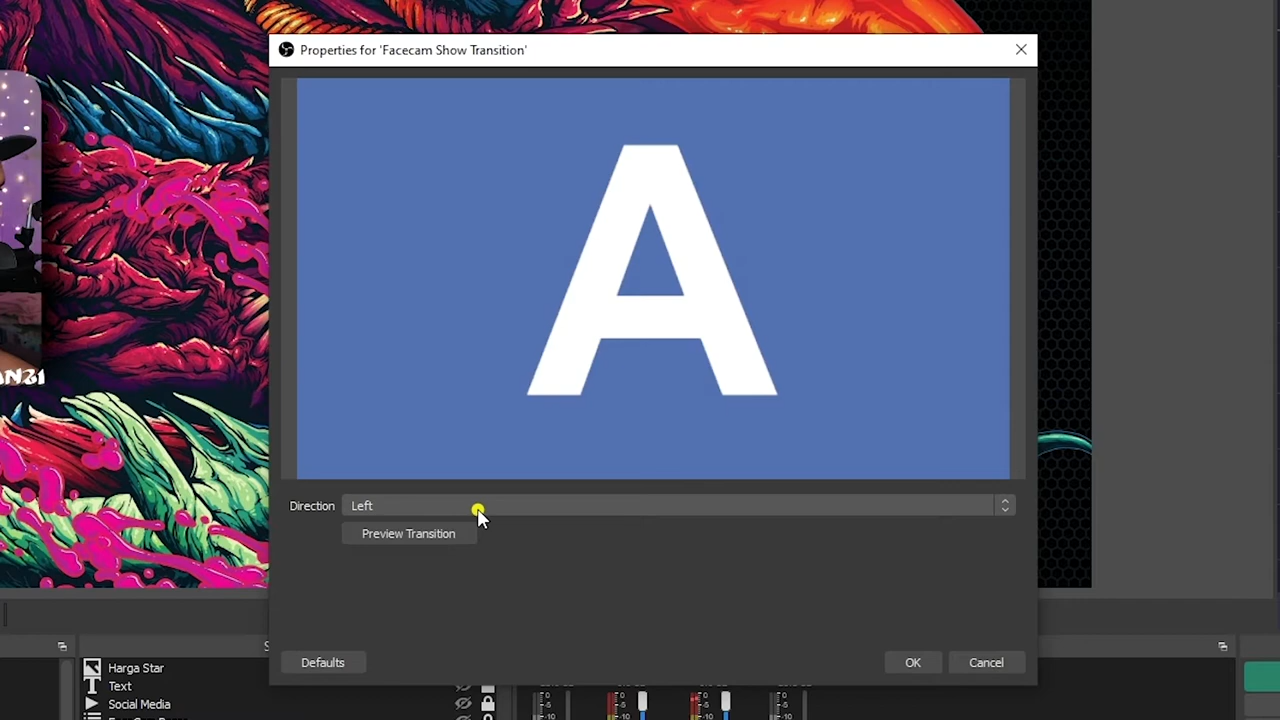 Properties for 'Facecam Show Transition'
A
Direction Left
Preview Transition
Defaults OK Cancel
Harga Star
Text
Social Media